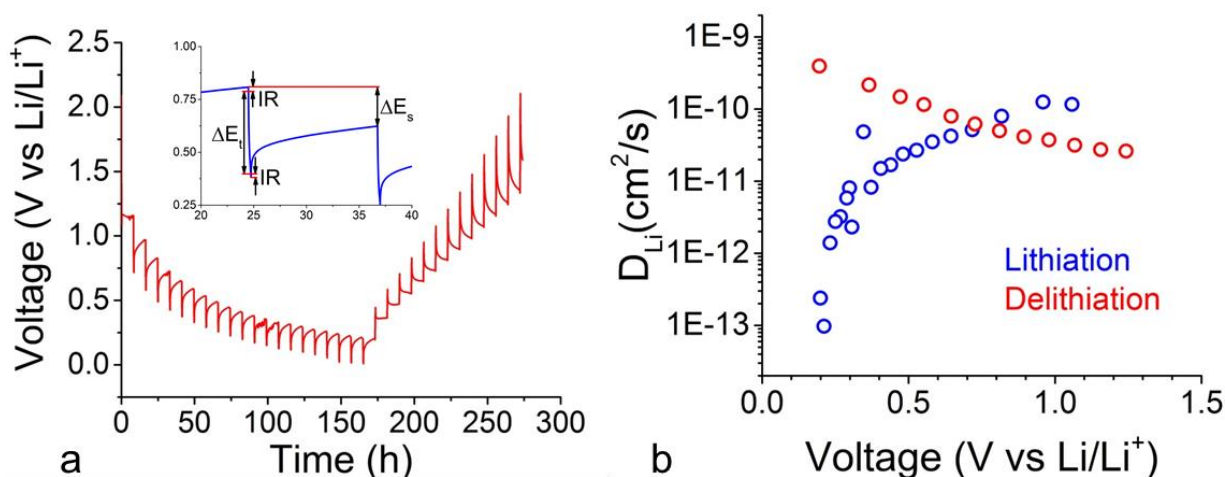 2.5
2.0
1.5
1.0
0.5
0.0
Voltage (V vs Li/Li⁺)
0 50 100 150 200 250 300
Time (h)
1.00
0.75
0.50
0.25
20 25 30 35 40
ΔEₜ
IR
IR
ΔEₛ
a
1E-9
1E-10
1E-11
1E-12
1E-13
D_Li(cm²/s)
Lithiation
Delithiation
0.0 0.5 1.0 1.5
Voltage (V vs Li/Li⁺)
b